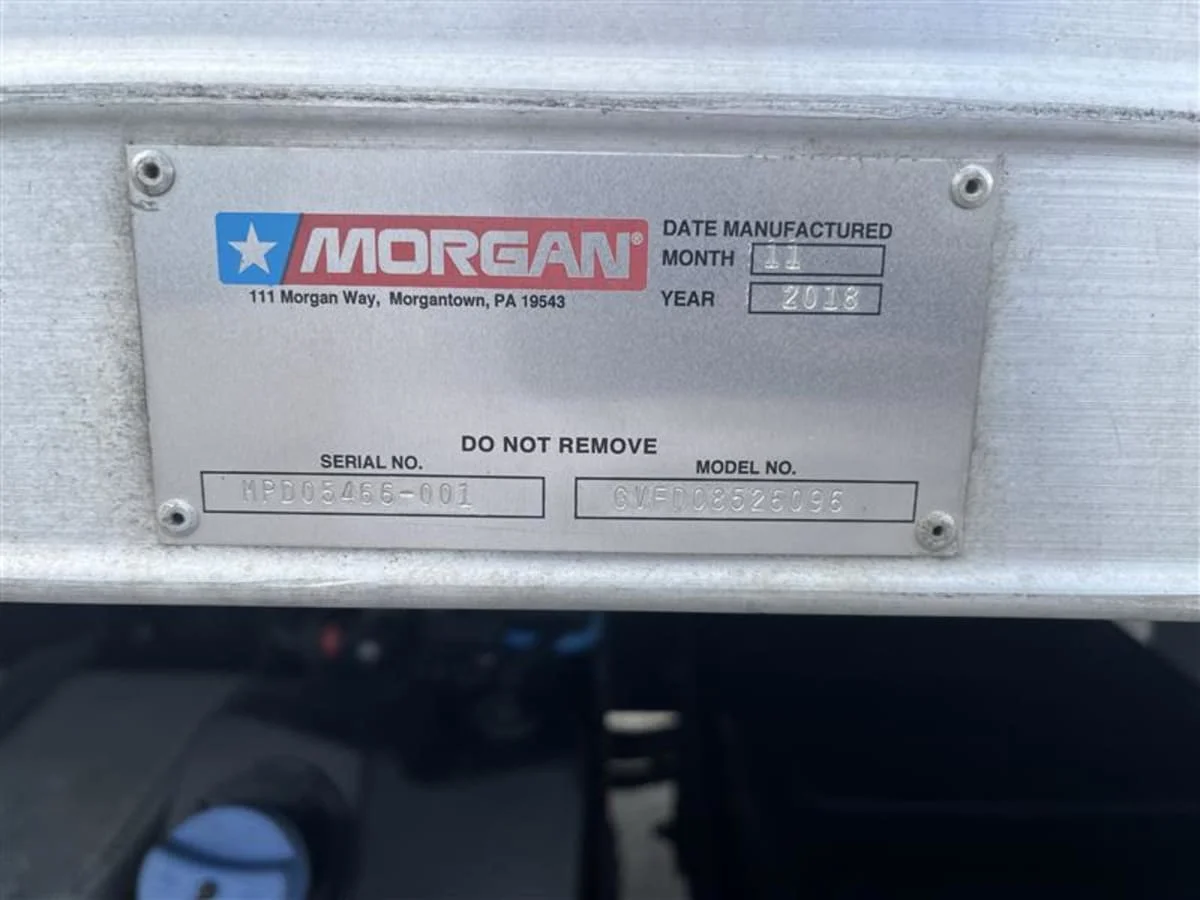 MORGAN®
111 Morgan Way, Morgantown, PA 19543
DATE MANUFACTURED
MONTH 11
YEAR 2018
DO NOT REMOVE
SERIAL NO.
MPD05466-001
MODEL NO.
GVFD08526096